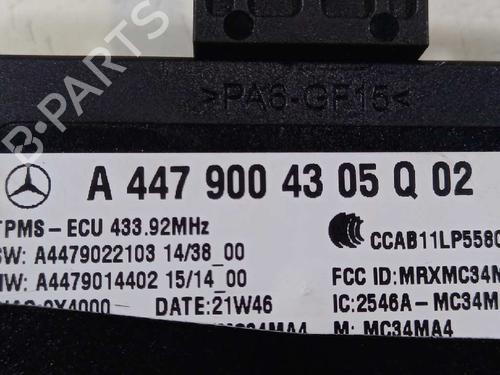 >PA6-GF15<
A 447 900 43 05 Q 02
TPMS-ECU 433.92MHz
CCAB11LP5580
SW: A4479022103 14/38_00
HW: A4479014402 15/14_00
FCC ID:MRXMC34M
DATE:21W46
IC:2546A-MC34M
M: MC34MA4
B-Parts